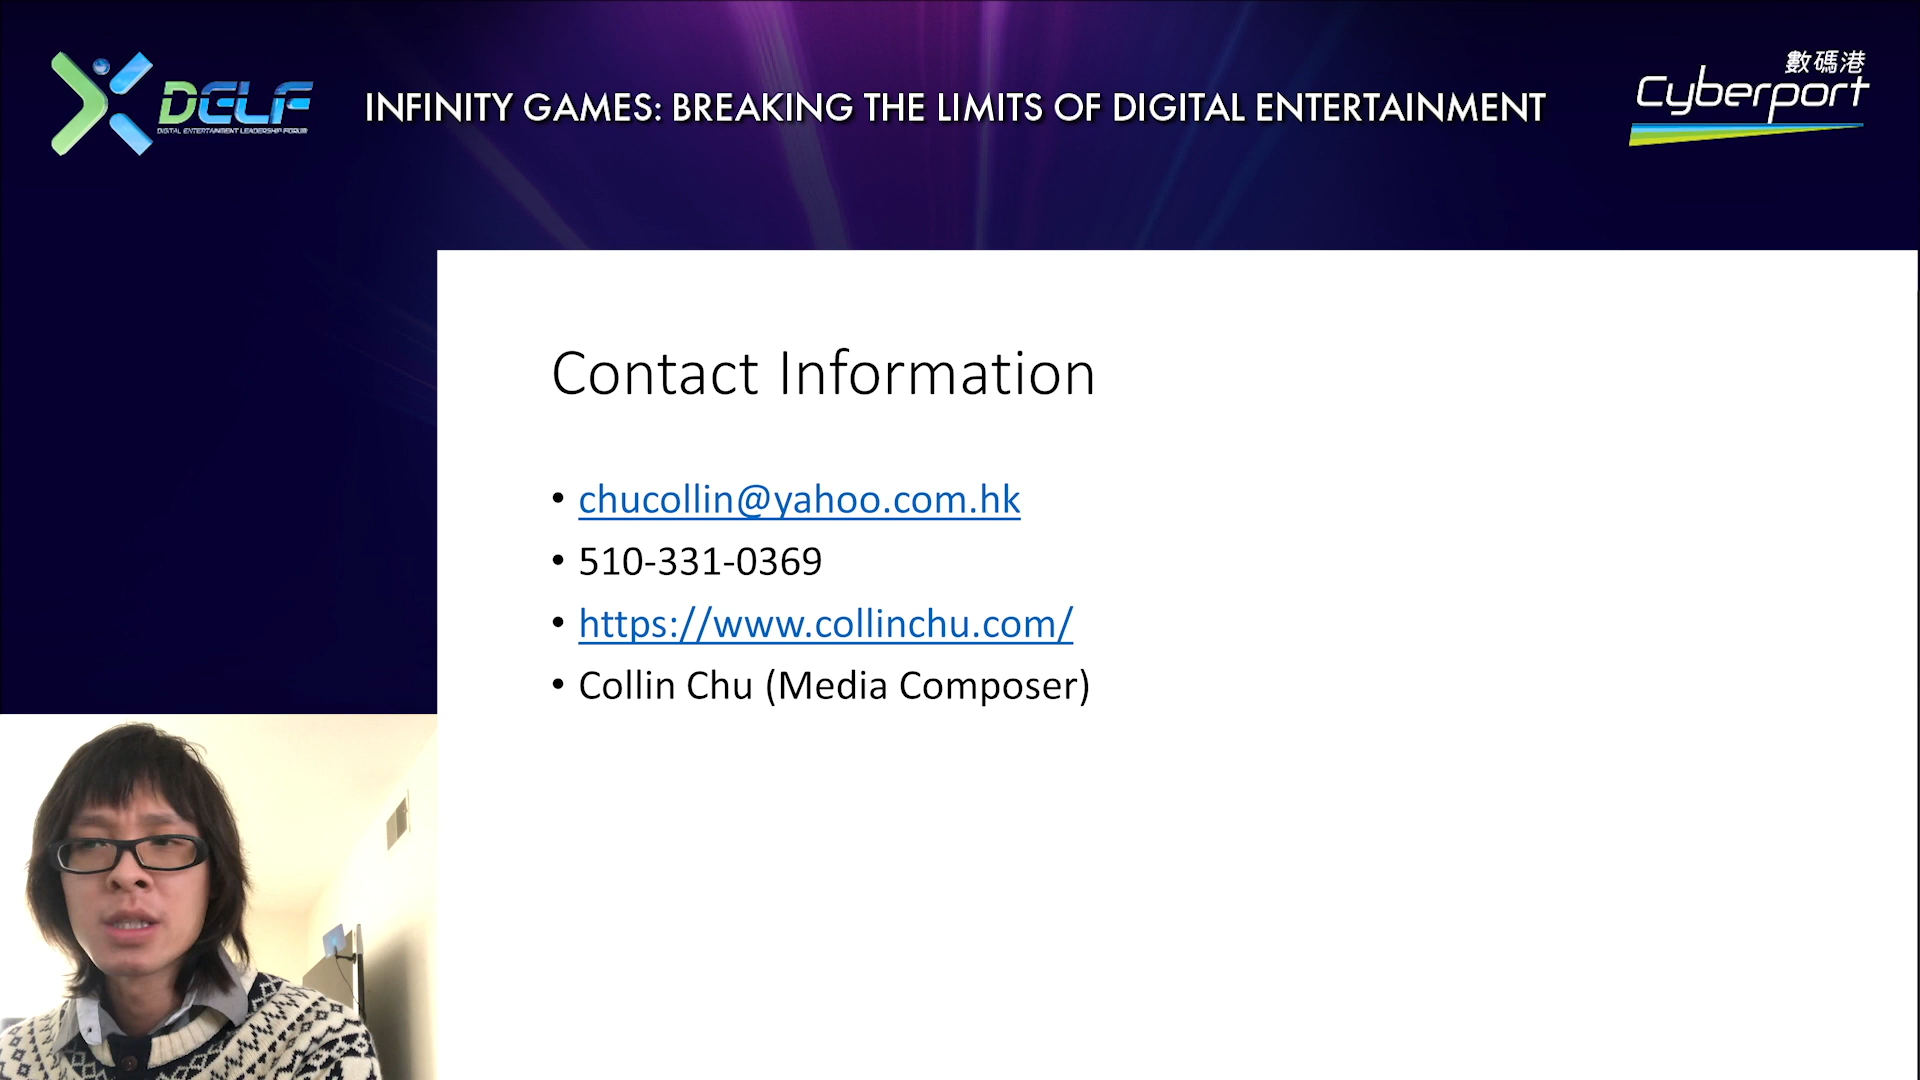 DELF
DIGITAL ENTERTAINMENT LEADERSHIP FORUM
INFINITY GAMES: BREAKING THE LIMITS OF DIGITAL ENTERTAINMENT
數碼港
Cyberport
Contact Information
• chucollin@yahoo.com.hk
• 510-331-0369
• https://www.collinchu.com/
• Collin Chu (Media Composer)